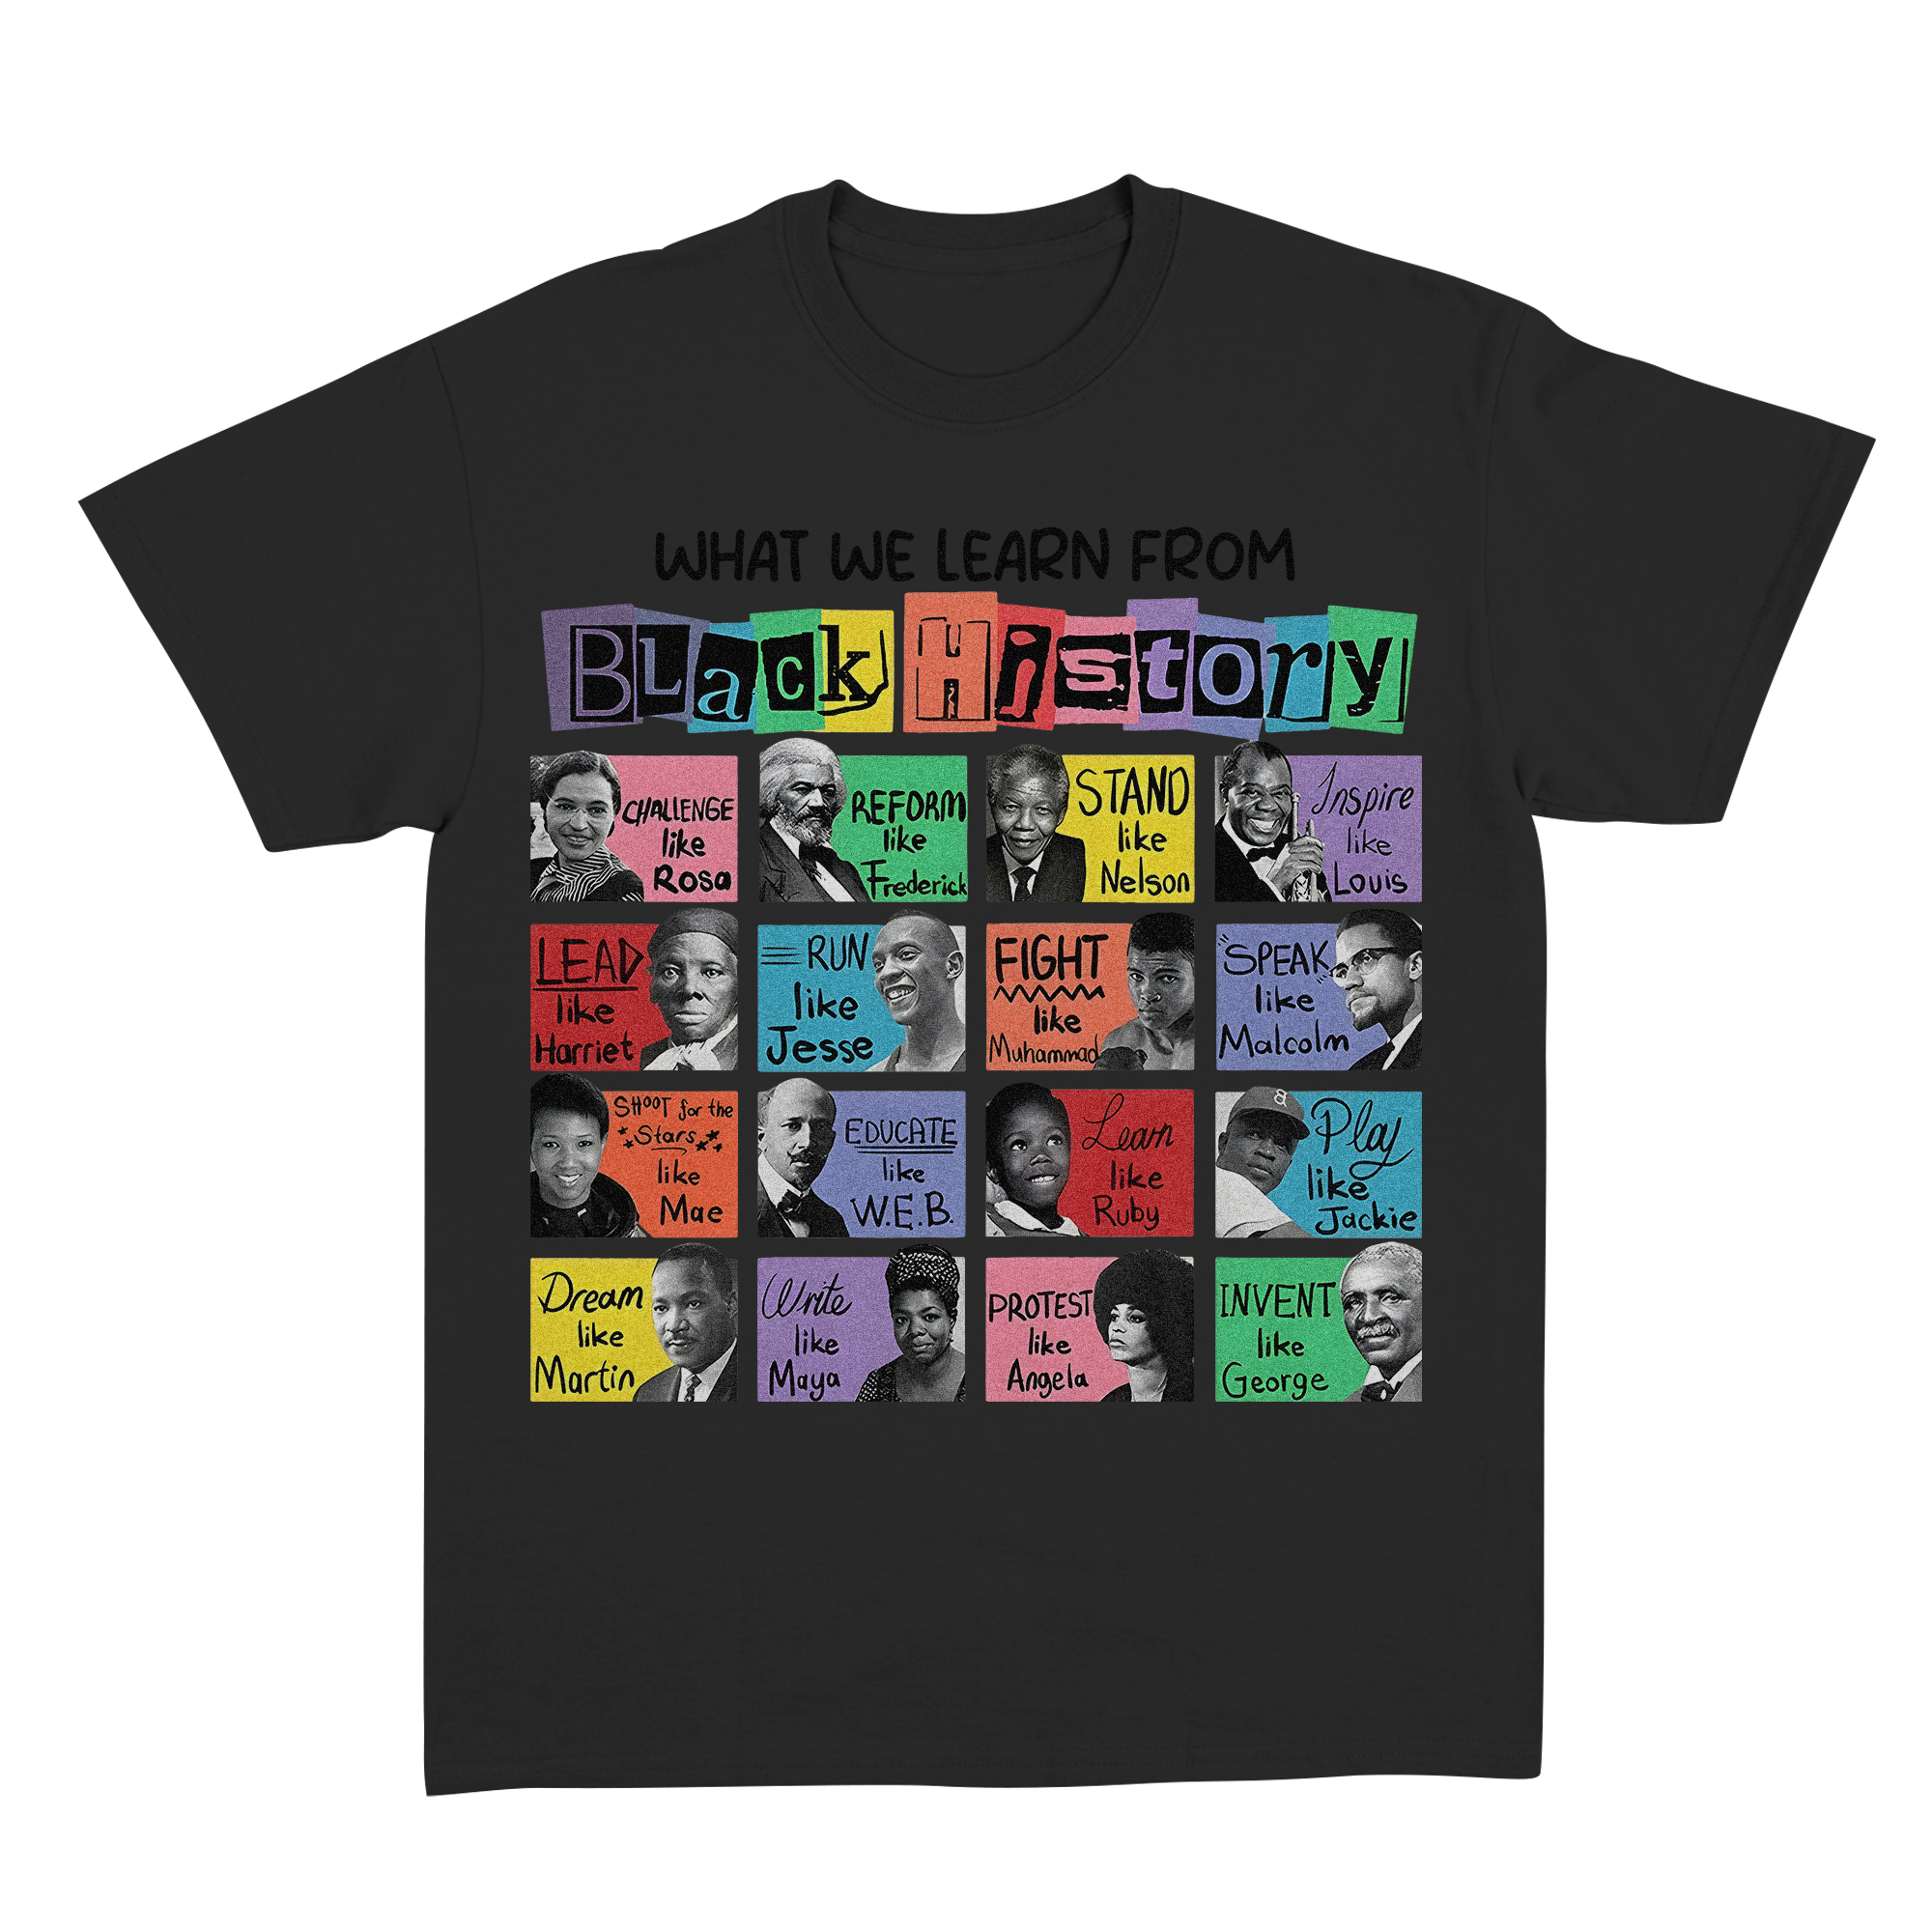 WHAT WE LEARN FROM
Black History
CHALLENGE
like
Rosa
REFORM
like
Frederick
STAND
like
Nelson
Inspire
like
Louis
LEAD
like
Harriet
RUN
like
Jesse
FIGHT
like
Muhammad
"SPEAK"
like
Malcolm
SHOOT for the
Stars
like
Mae
EDUCATE
like
W.E.B.
Learn
like
Ruby
a
Play
like
Jackie
Dream
like
Martin
Write
like
Maya
PROTEST
like
Angela
INVENT
like
George